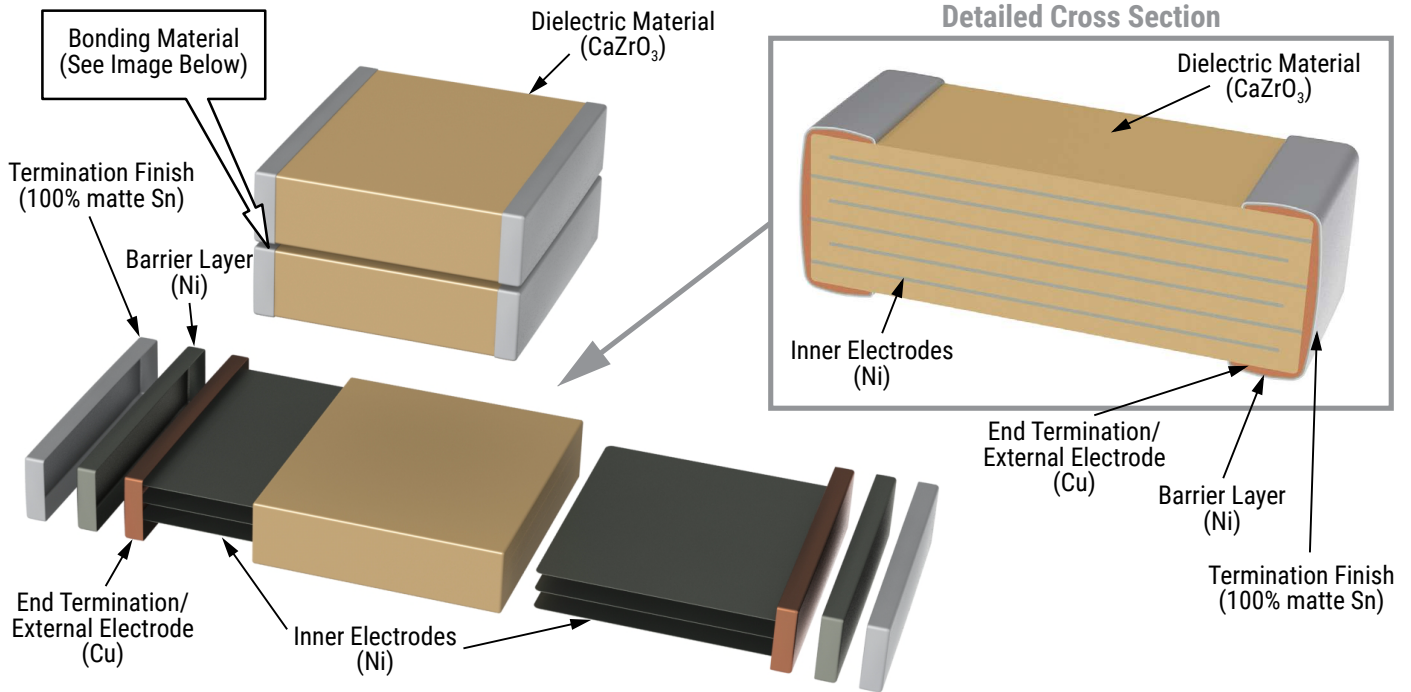 Detailed Cross Section
Bonding Material
(See Image Below)
Dielectric Material
(CaZrO₃)
Dielectric Material
(CaZrO₃)
Termination Finish
(100% matte Sn)
Barrier Layer
(Ni)
Inner Electrodes
(Ni)
End Termination/
External Electrode
(Cu)
Barrier Layer
(Ni)
Termination Finish
(100% matte Sn)
End Termination/
External Electrode
(Cu)
Inner Electrodes
(Ni)